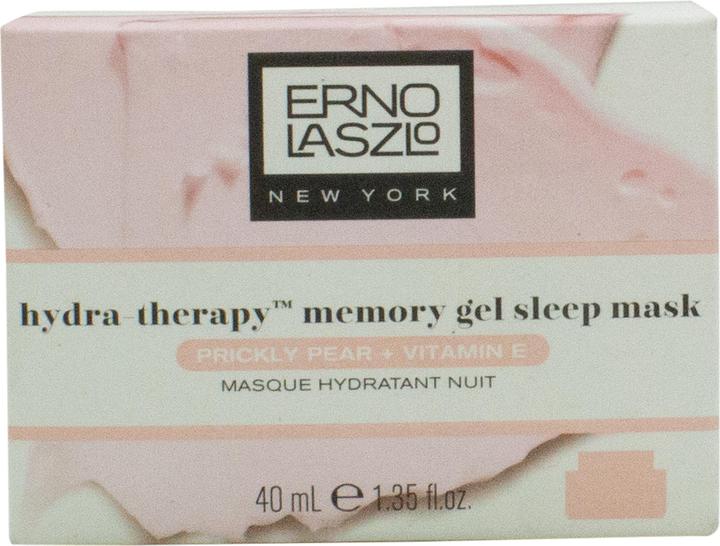 ERNO
LASZLO
NEW YORK
hydra-therapy™ memory gel sleep mask
PRICKLY PEAR + VITAMIN E
MASQUE HYDRATANT NUIT
40 mL ℮ 1.35 fl.oz.